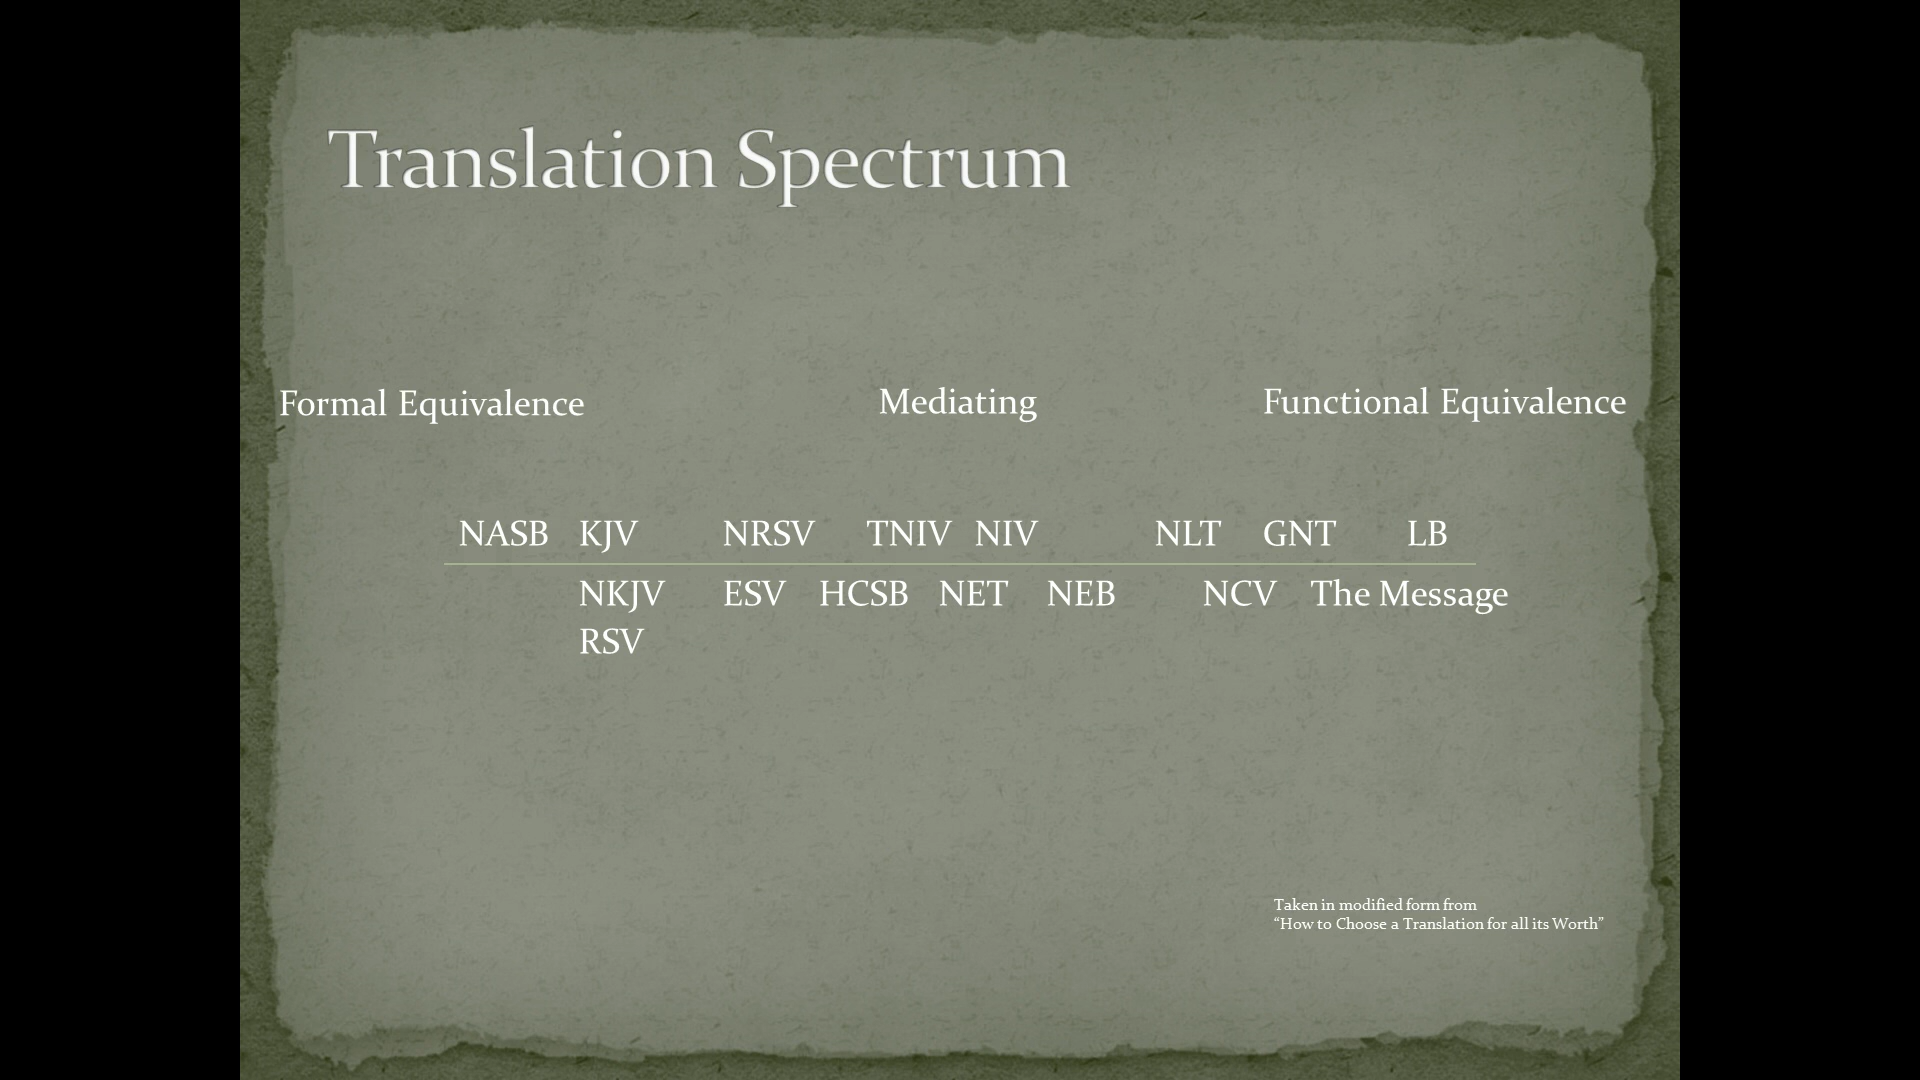 Translation Spectrum
Formal Equivalence Mediating Functional Equivalence
NASB KJV NRSV TNIV NIV NLT GNT LB
NKJV ESV HCSB NET NEB NCV The Message
RSV
Taken in modified form from
“How to Choose a Translation for all its Worth”